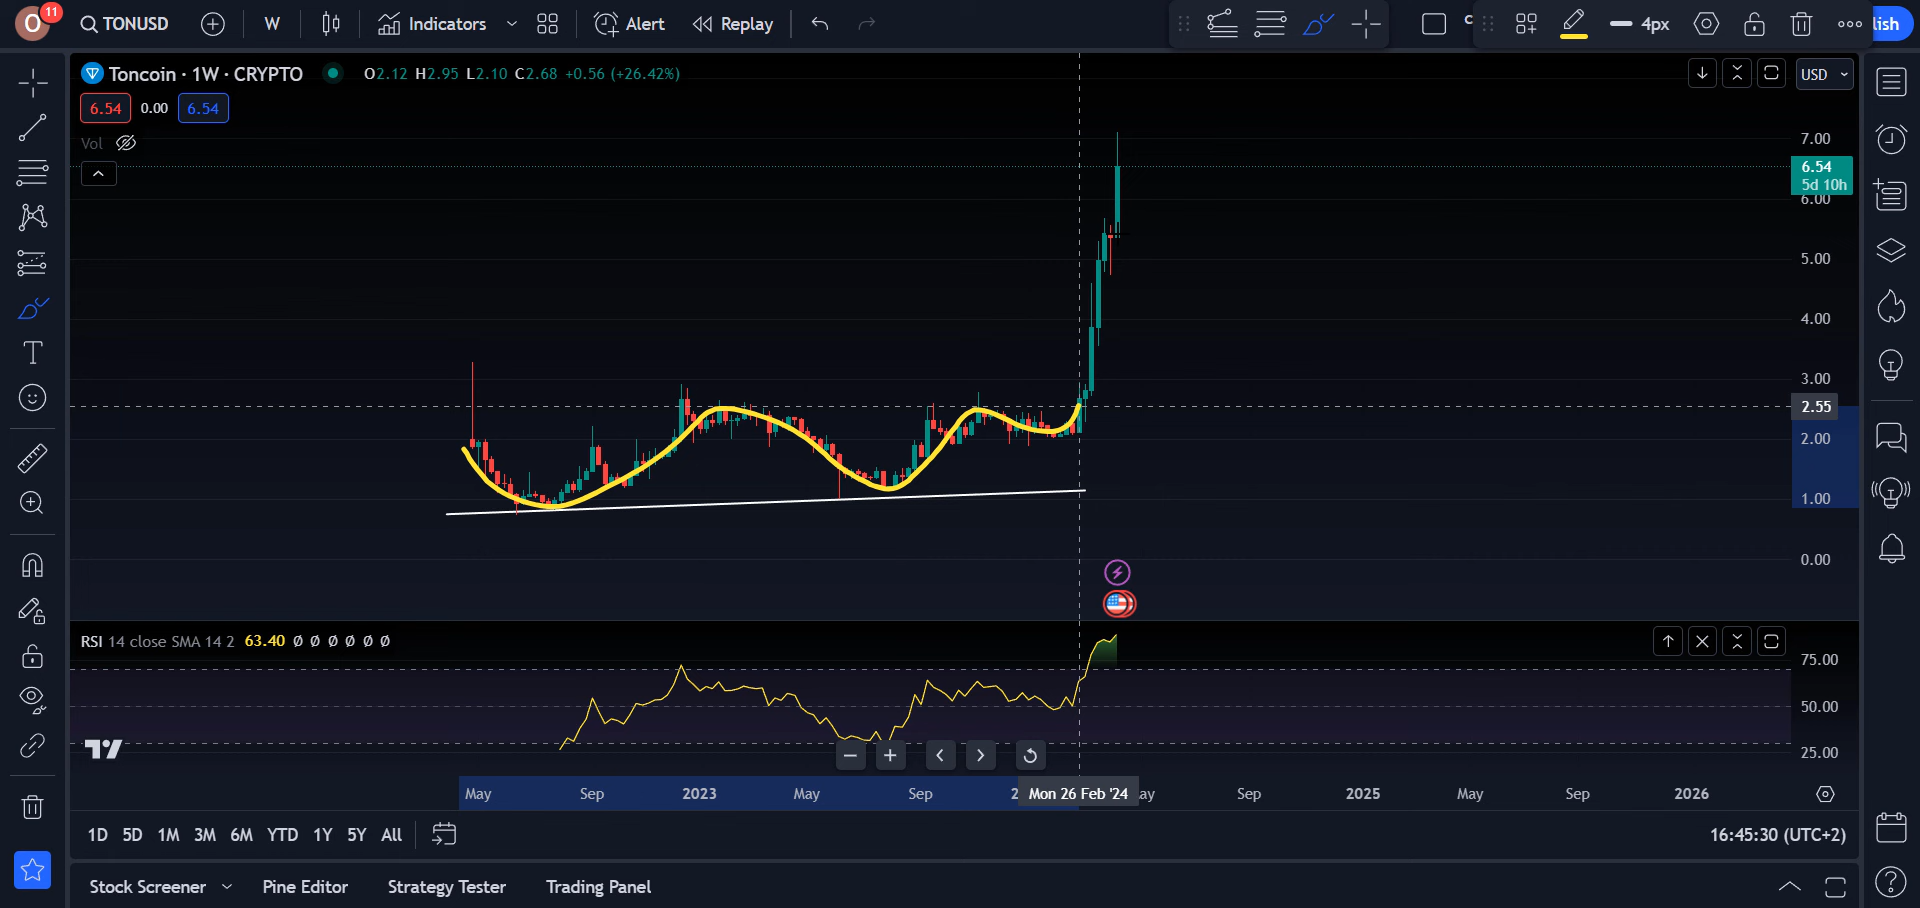 O 11 TONUSD W Indicators Alert Replay 4px lish
Toncoin · 1W · CRYPTO O2.12 H2.95 L2.10 C2.68 +0.56 (+26.42%) USD
6.54 0.00 6.54
Vol
7.00
6.54
5d 10h
6.00
5.00
4.00
3.00
2.55
2.00
1.00
0.00
RSI 14 close SMA 14 2 63.40 Ø Ø Ø Ø Ø Ø
75.00
50.00
25.00
May Sep 2023 May Sep 2 Mon 26 Feb '24 ay Sep 2025 May Sep 2026
1D 5D 1M 3M 6M YTD 1Y 5Y All 16:45:30 (UTC+2)
Stock Screener Pine Editor Strategy Tester Trading Panel